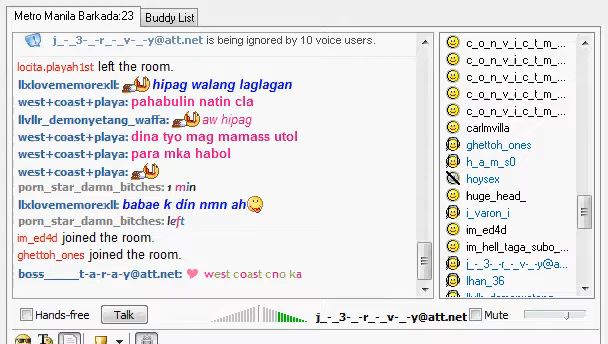 Metro Manila Barkada:23
Buddy List
j_-_3-_-r_-_v-_-y@att.net is being ignored by 10 voice users.
locita.playah1st left the room.
llxlovememorexll: hipag walang laglagan
west+coast+playa: pahabulin natin cla
llvllr_demonyetang_waffa: aw hipag
west+coast+playa: dina tyo mag mamass utol
west+coast+playa: para mka habol
west+coast+playa:
porn_star_damn_bitches: 1 min
llxlovememorexll: babae k din nmn ah
porn_star_damn_bitches: left
im_ed4d joined the room.
ghettoh_ones joined the room.
boss_____t-a-r-a-y@att.net: west coast cno ka
c_o_n_v_i_c_t_m_...
c_o_n_v_i_c_t_m_...
c_o_n_v_i_c_t_m_...
c_o_n_v_i_c_t_m_...
c_o_n_v_i_c_t_m_...
carlmvilla
ghettoh_ones
h_a_m_s0
hoysex
huge_head_
i_varon_i
im_ed4d
im_hell_taga_subo_...
j_-_3-_-r_-_v-_-y@a...
lhan_36
Hands-free
Talk
j_-_3-_-r_-_v-_-y@att.net
Mute